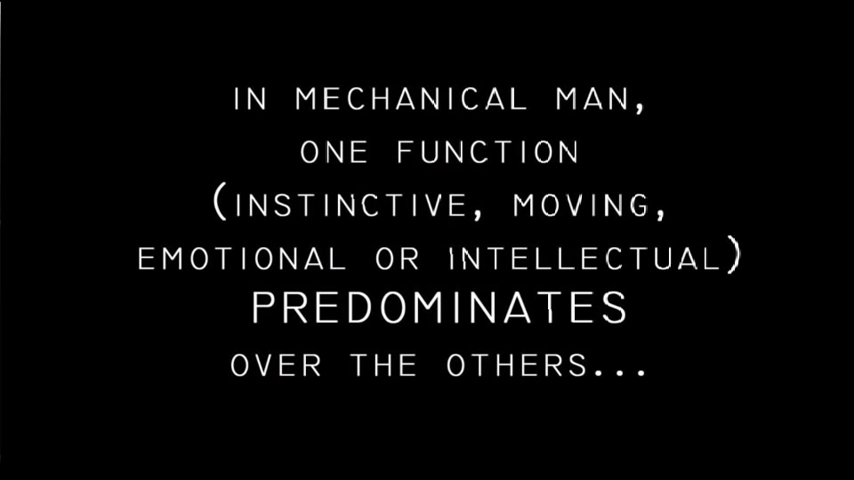 IN MECHANICAL MAN,
ONE FUNCTION
(INSTINCTIVE, MOVING,
EMOTIONAL OR INTELLECTUAL)
PREDOMINATES
OVER THE OTHERS...